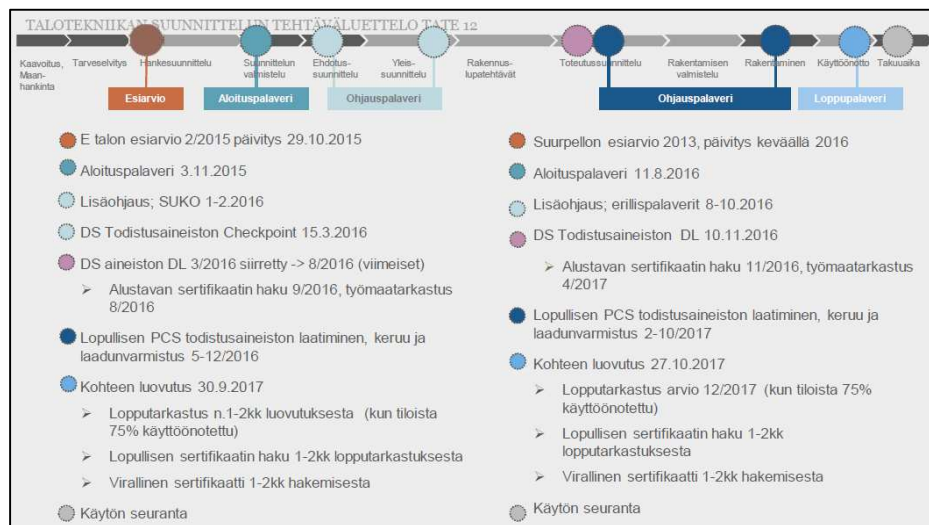 TALOTEKNIIKAN SUUNNITTELUN TEHTÄVÄLUETTELO TATE 12
Kaavoitus,
Maan-
hankinta
Tarveselvitys
Hankesuunnittelu
Suunnittelun
valmistelu
Ehdotus-
suunnittelu
Yleis-
suunnittelu
Rakennus-
lupatehtävät
Toteutussuunnittelu
Rakentamisen
valmistelu
Rakentaminen
Käyttöönotto
Takuuaika
Esiarvio
Aloituspalaveri
Ohjauspalaveri
Ohjauspalaveri
Loppupalaveri
E talon esiarvio 2/2015 päivitys 29.10.2015
Aloituspalaveri 3.11.2015
Lisäohjaus; SUKO 1-2.2016
DS Todistusaineiston Checkpoint 15.3.2016
DS aineiston DL 3/2016 siirretty -> 8/2016 (viimeiset)
Alustavan sertifikaatin haku 9/2016, työmaatarkastus
8/2016
Lopullisen PCS todistusaineiston laatiminen, keruu ja
laadunvarmistus 5-12/2016
Kohteen luovutus 30.9.2017
Lopputarkastus n.1-2kk luovutuksesta (kun tiloista
75% käyttöönotettu)
Lopullisen sertifikaatin haku 1-2kk lopputarkastuksesta
Virallinen sertifikaatti 1-2kk hakemisesta
Käytön seuranta
Suurpellon esiarvio 2013, päivitys keväällä 2016
Aloituspalaveri 11.8.2016
Lisäohjaus; erillispalaverit 8-10.2016
DS Todistusaineiston DL 10.11.2016
Alustavan sertifikaatin haku 11/2016, työmaatarkastus
4/2017
Lopullisen PCS todistusaineiston laatiminen, keruu ja
laadunvarmistus 2-10/2017
Kohteen luovutus 27.10.2017
Lopputarkastus arvio 12/2017 (kun tiloista 75%
käyttöönotettu)
Lopullisen sertifikaatin haku 1-2kk
lopputarkastuksesta
Virallinen sertifikaatti 1-2kk hakemisesta
Käytön seuranta